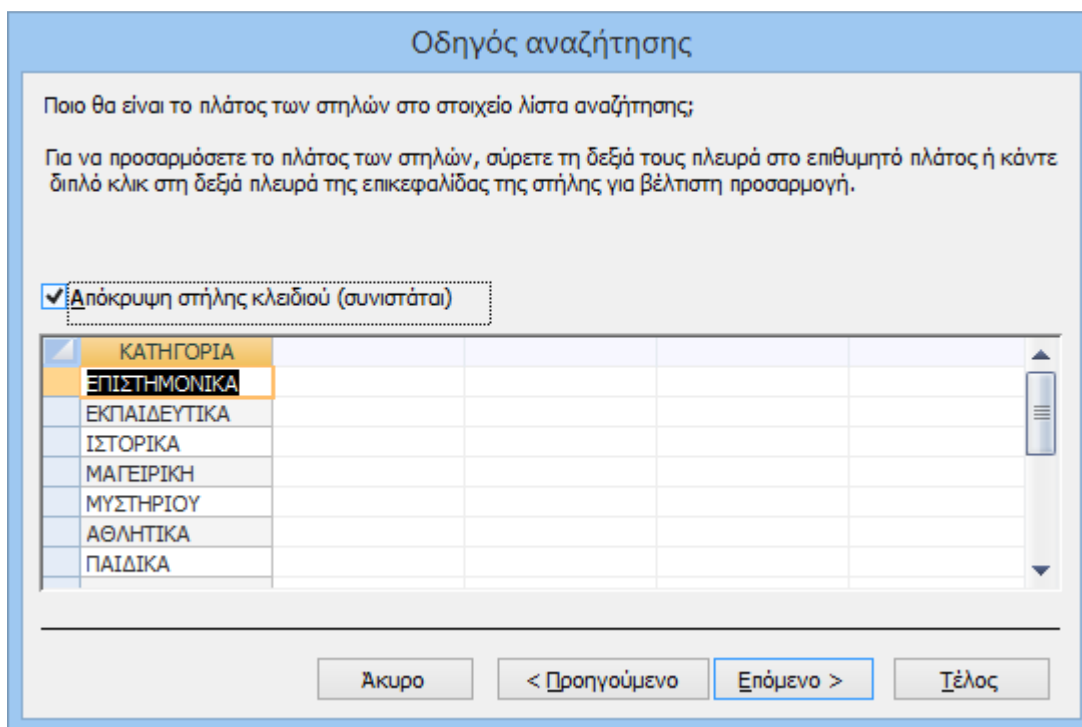 Οδηγός αναζήτησης
Ποιο θα είναι το πλάτος των στηλών στο στοιχείο λίστα αναζήτησης;
Για να προσαρμόσετε το πλάτος των στηλών, σύρετε τη δεξιά τους πλευρά στο επιθυμητό πλάτος ή κάντε
διπλό κλικ στη δεξιά πλευρά της επικεφαλίδας της στήλης για βέλτιστη προσαρμογή.
Απόκρυψη στήλης κλειδιού (συνιστάται)
ΚΑΤΗΓΟΡΙΑ
ΕΠΙΣΤΗΜΟΝΙΚΑ
ΕΚΠΑΙΔΕΥΤΙΚΑ
ΙΣΤΟΡΙΚΑ
ΜΑΓΕΙΡΙΚΗ
ΜΥΣΤΗΡΙΟΥ
ΑΘΛΗΤΙΚΑ
ΠΑΙΔΙΚΑ
Άκυρο < Προηγούμενο Επόμενο > Τέλος